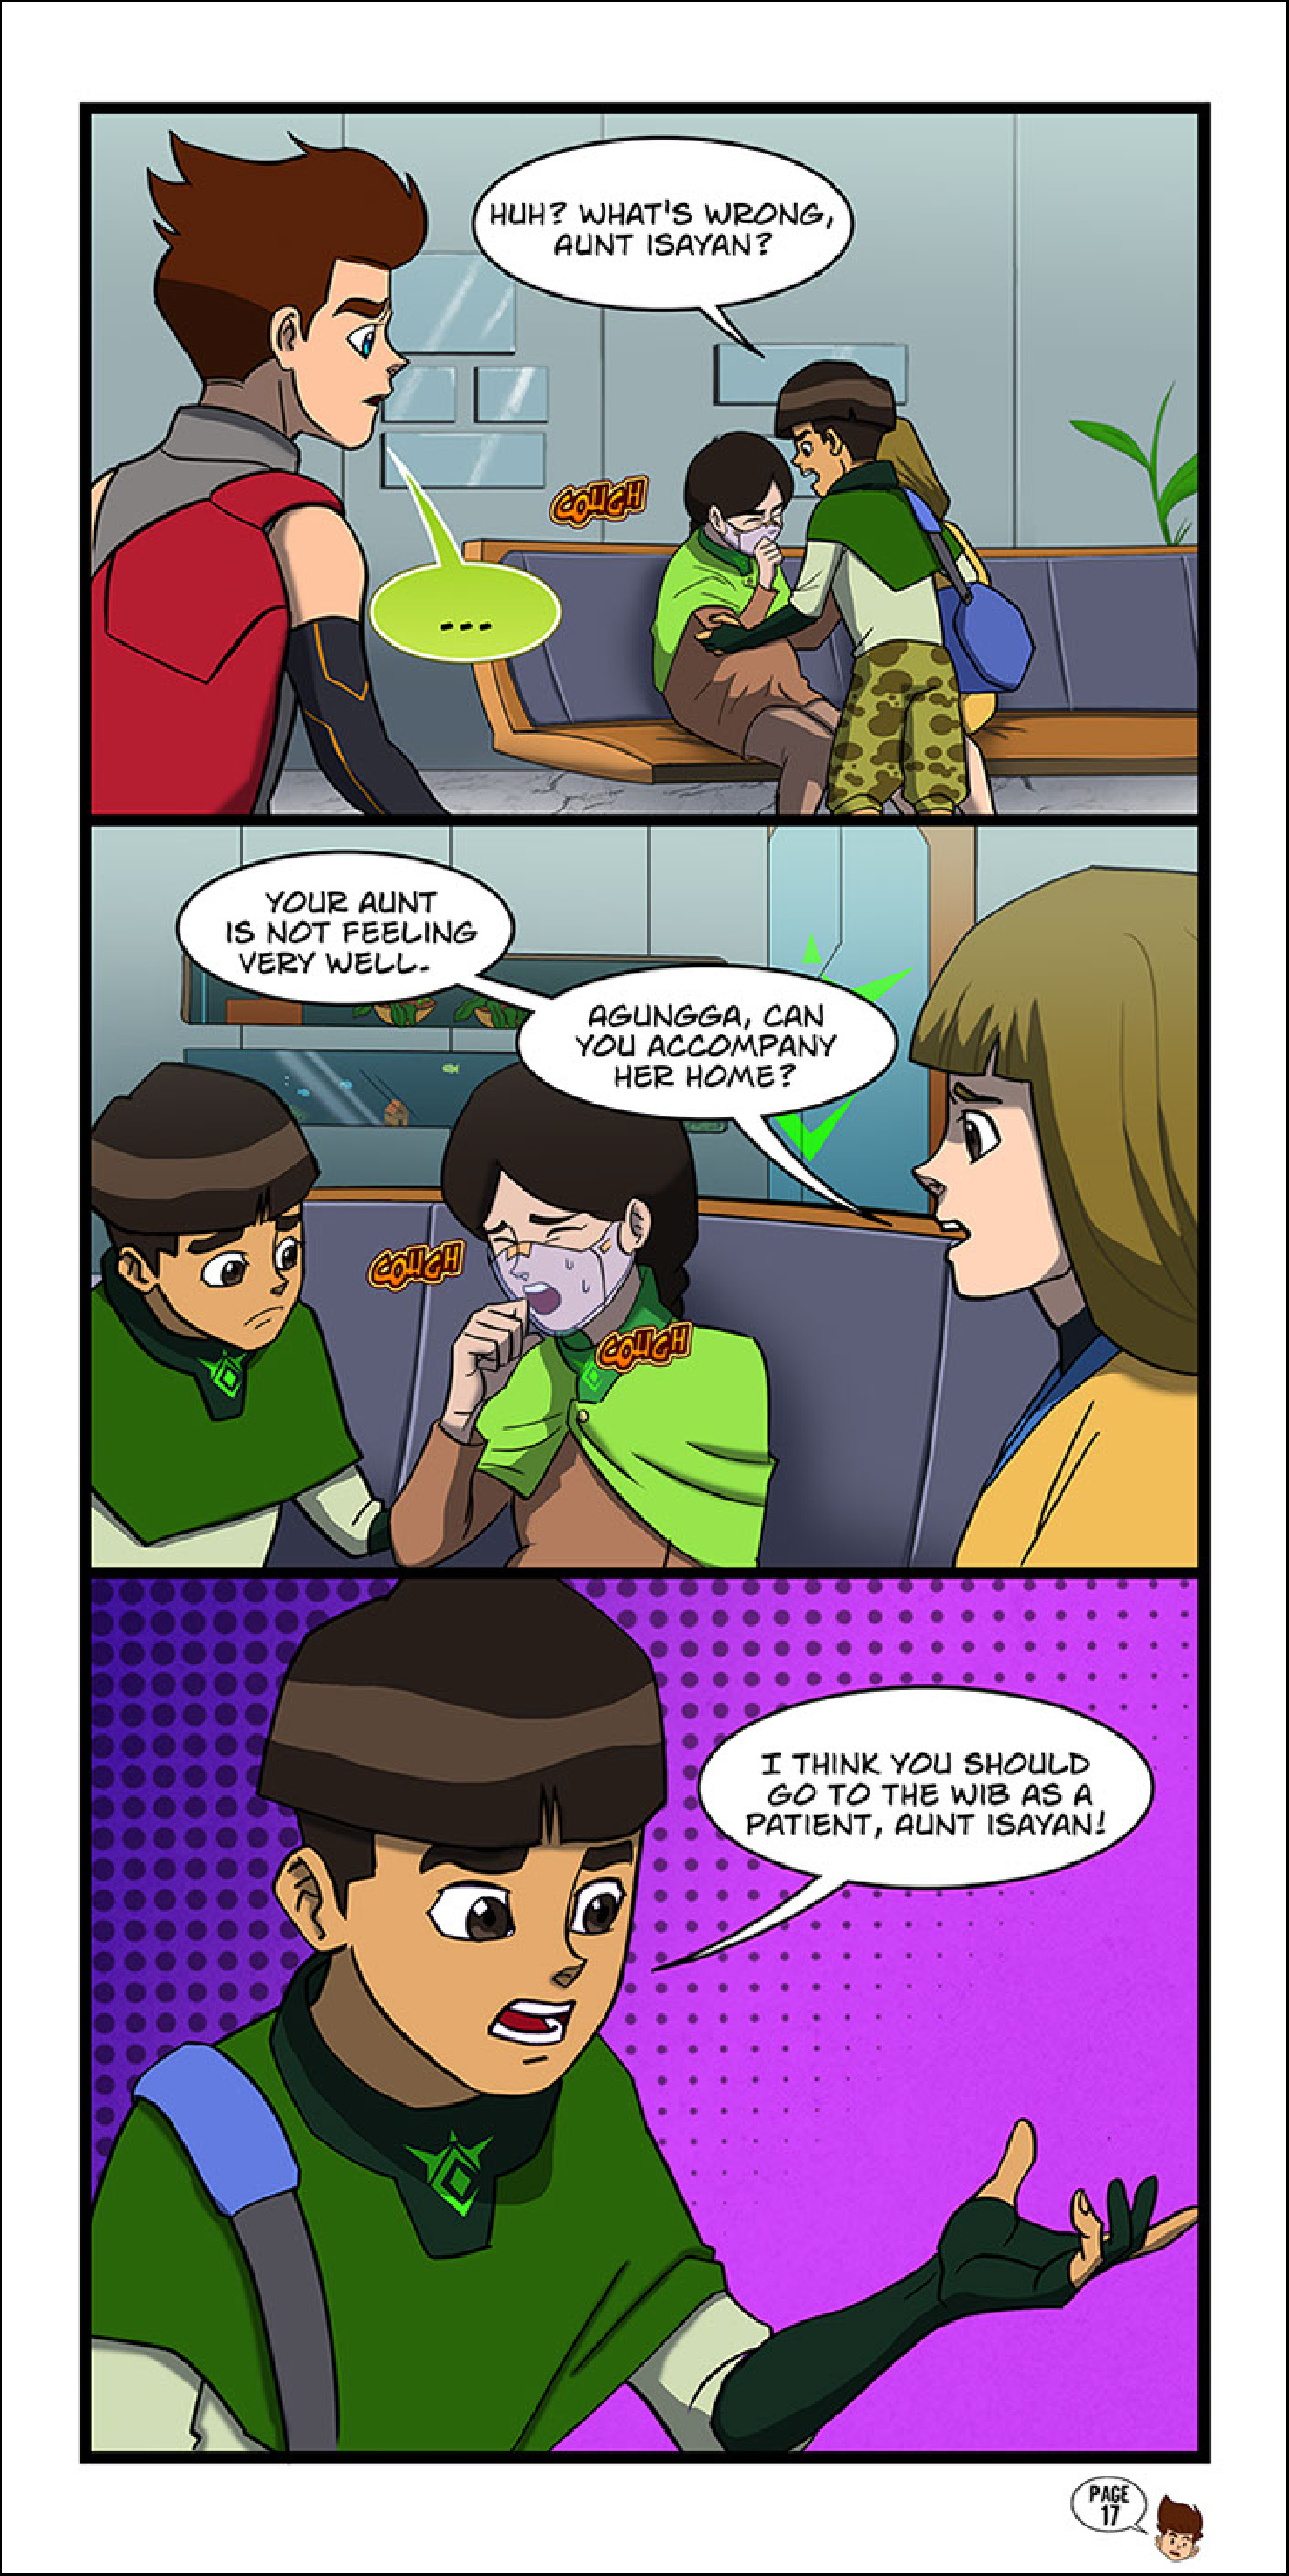 HUH? WHAT'S WRONG,
AUNT ISAYAN?
COUGH
...
YOUR AUNT
IS NOT FEELING
VERY WELL.
AGUNGGA, CAN
YOU ACCOMPANY
HER HOME?
COUGH
COUGH
I THINK YOU SHOULD
GO TO THE WIB AS A
PATIENT, AUNT ISAYAN!
PAGE
17